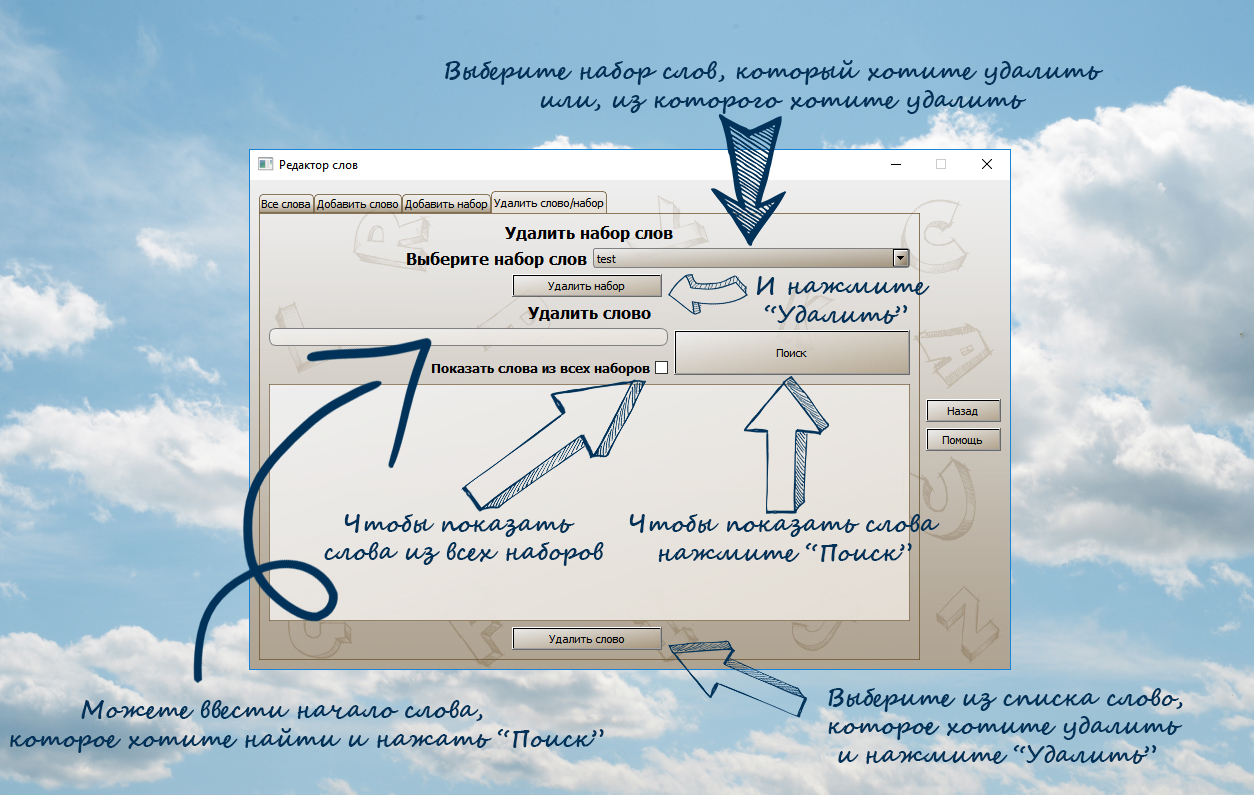 Выберите набор слов, который хотите удалить
или, из которого хотите удалить
Редактор слов
Все слова Добавить слово Добавить набор Удалить слово/набор
Удалить набор слов
Выберите набор слов test
Удалить набор
И нажмите
“Удалить”
Удалить слово
Поиск
Показать слова из всех наборов
Назад
Помощь
Чтобы показать
слова из всех наборов
Чтобы показать слова
нажмите “Поиск”
Удалить слово
Можете ввести начало слова,
которое хотите найти и нажать “Поиск”
Выберите из списка слово,
которое хотите удалить
и нажмите “Удалить”